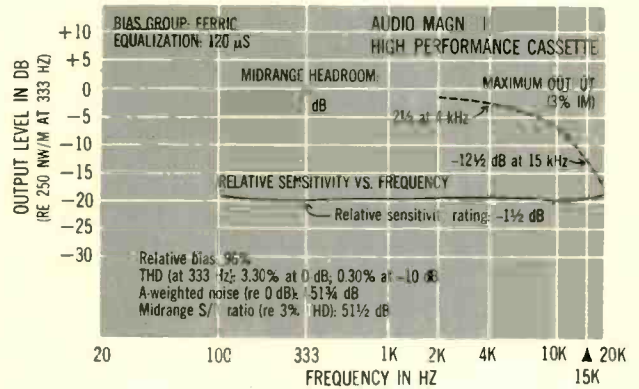 BIAS GROUP: FERRIC
EQUALIZATION: 120 µS
AUDIO MAGN
HIGH PERFORMANCE CASSETTE
MIDRANGE HEADROOM:
dB
MAXIMUM OUTPUT
(3% IM)
at 4 kHz
-12½ dB at 15 kHz
RELATIVE SENSITIVITY VS. FREQUENCY
Relative sensitivity rating: -1½ dB
Relative bias: 96%
THD (at 333 Hz): 3.30% at 0 dB; 0.30% at -10 dB
A-weighted noise (re 0 dB): 51¾ dB
Midrange S/N ratio (re 3% THD): 51½ dB
OUTPUT LEVEL IN DB
(RE 250 NW/M AT 333 HZ)
+10
+5
0
-5
-10
-15
-20
-25
-30
20 100 333 1K 2K 4K 10K ▲ 20K
15K
FREQUENCY IN HZ